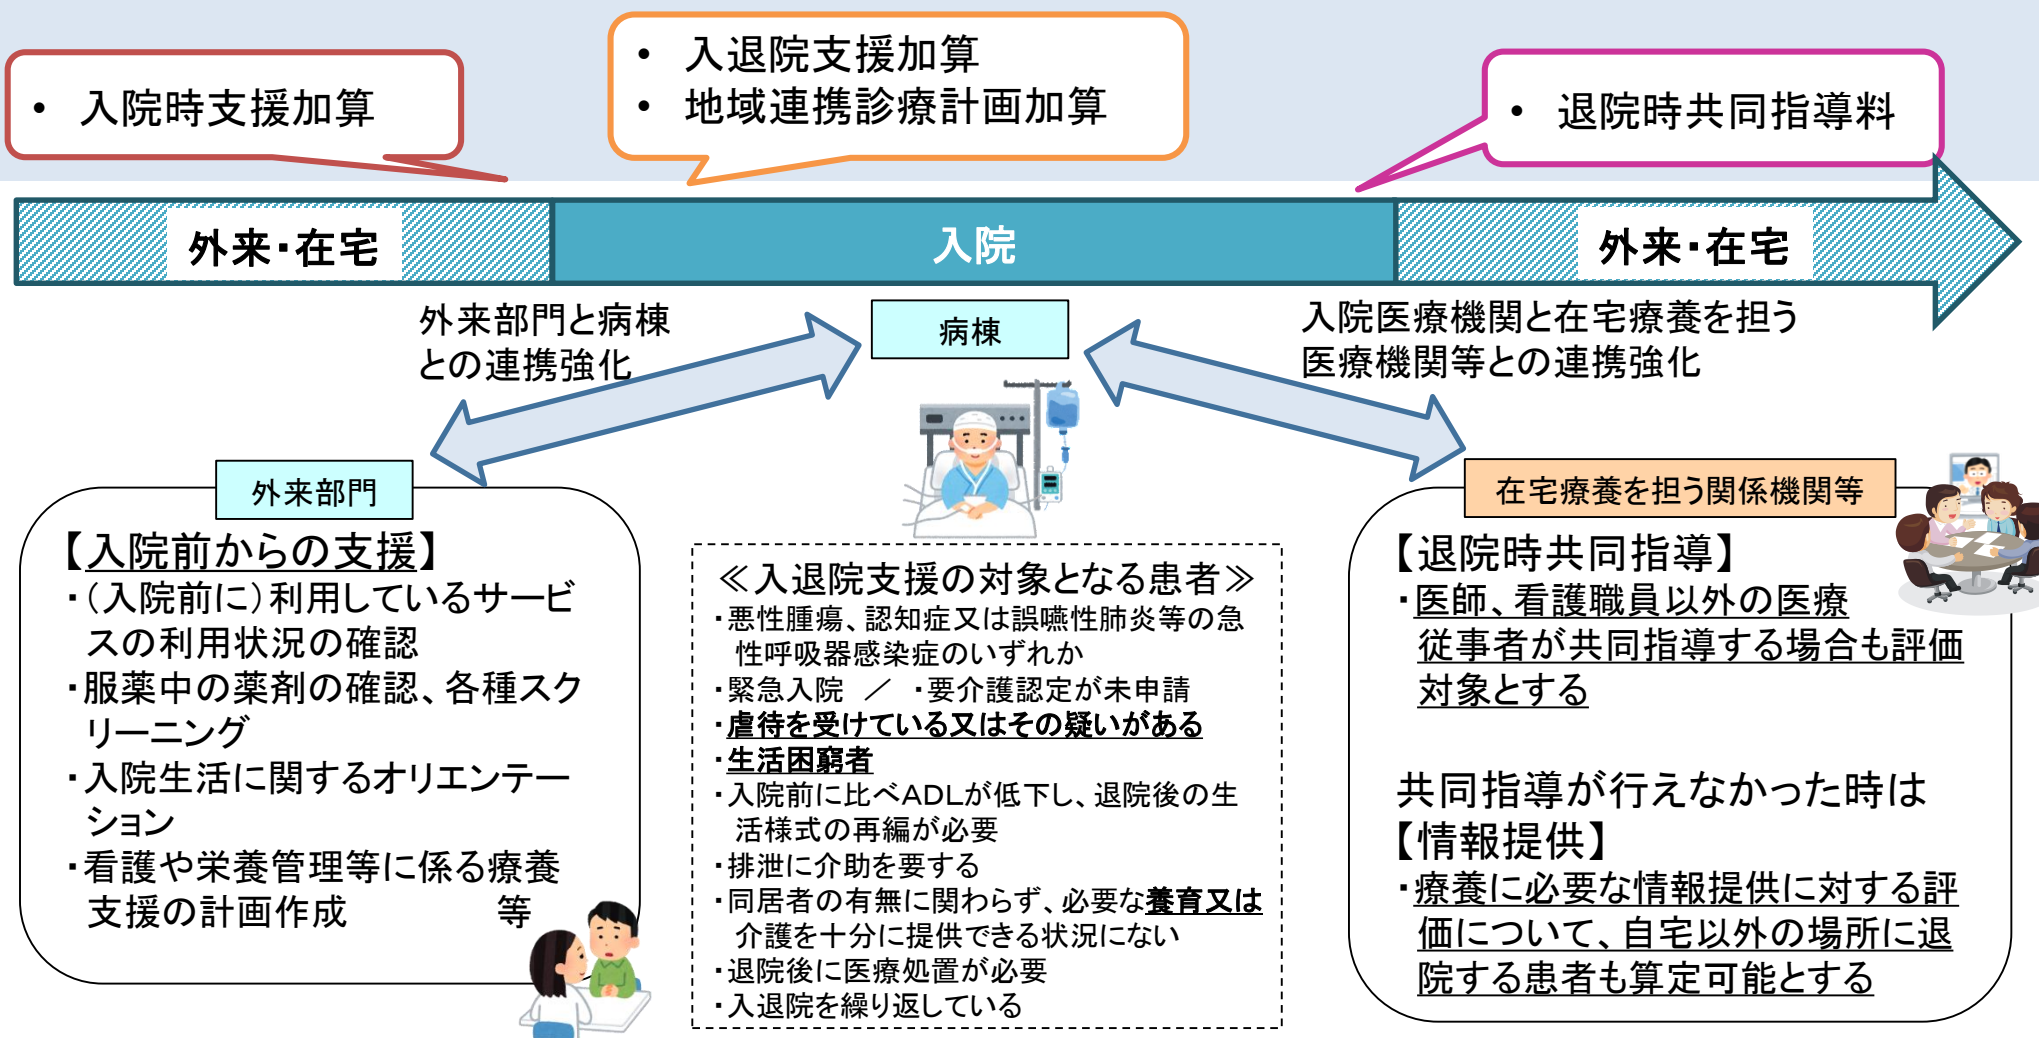 • 入院時支援加算
• 入退院支援加算
• 地域連携診療計画加算
• 退院時共同指導料
外来・在宅
入院
外来・在宅
外来部門と病棟
との連携強化
病棟
入院医療機関と在宅療養を担う
医療機関等との連携強化
外来部門
【入院前からの支援】
・（入院前に）利用しているサービ
スの利用状況の確認
・服薬中の薬剤の確認、各種スク
リーニング
・入院生活に関するオリエンテー
ション
・看護や栄養管理等に係る療養
支援の計画作成　　　　等
≪入退院支援の対象となる患者≫
・悪性腫瘍、認知症又は誤嚥性肺炎等の急
性呼吸器感染症のいずれか
・緊急入院　／　・要介護認定が未申請
・虐待を受けている又はその疑いがある
・生活困窮者
・入院前に比べADLが低下し、退院後の生
活様式の再編が必要
・排泄に介助を要する
・同居者の有無に関わらず、必要な養育又は
介護を十分に提供できる状況にない
・退院後に医療処置が必要
・入退院を繰り返している
在宅療養を担う関係機関等
【退院時共同指導】
・医師、看護職員以外の医療
従事者が共同指導する場合も評価
対象とする
共同指導が行えなかった時は
【情報提供】
・療養に必要な情報提供に対する評
価について、自宅以外の場所に退
院する患者も算定可能とする